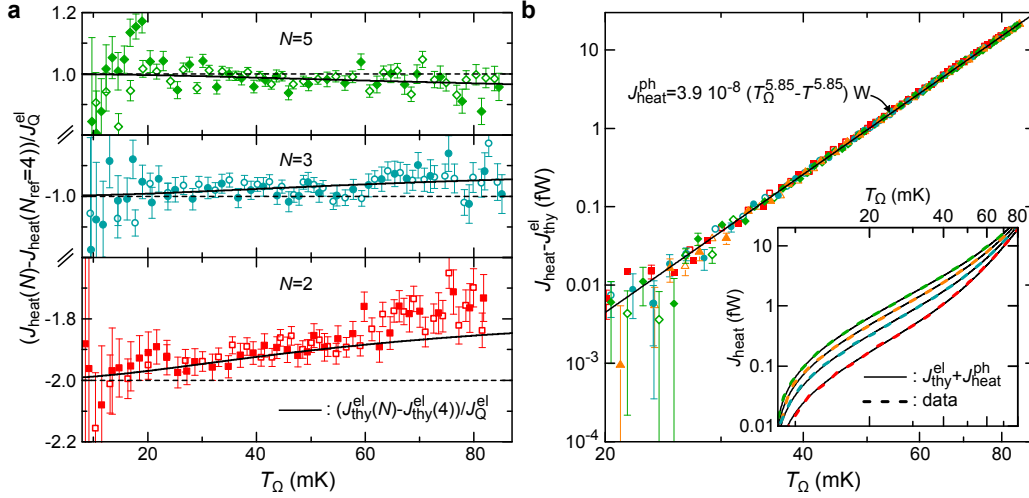 a
(J_heat(N)-J_heat(N_ref=4))/J_Q^el
N=5
1.0
N=3
-1.0
N=2
-1.8
-2.0
-2.2
— : (J_thy^el(N)-J_thy^el(4))/J_Q^el
20
40
60
80
T_Ω (mK)
b
J_heat-J_thy^el (fW)
10
1
0.1
0.01
10^-3
10^-4
J_heat^ph=3.9 10^-8 (T_Ω^5.85-T^5.85) W
20
40
60
80
T_Ω (mK)
T_Ω (mK)
20
40
60
80
J_heat (fW)
10
1
0.1
0.01
— : J_thy^el+J_heat^ph
- - - : data